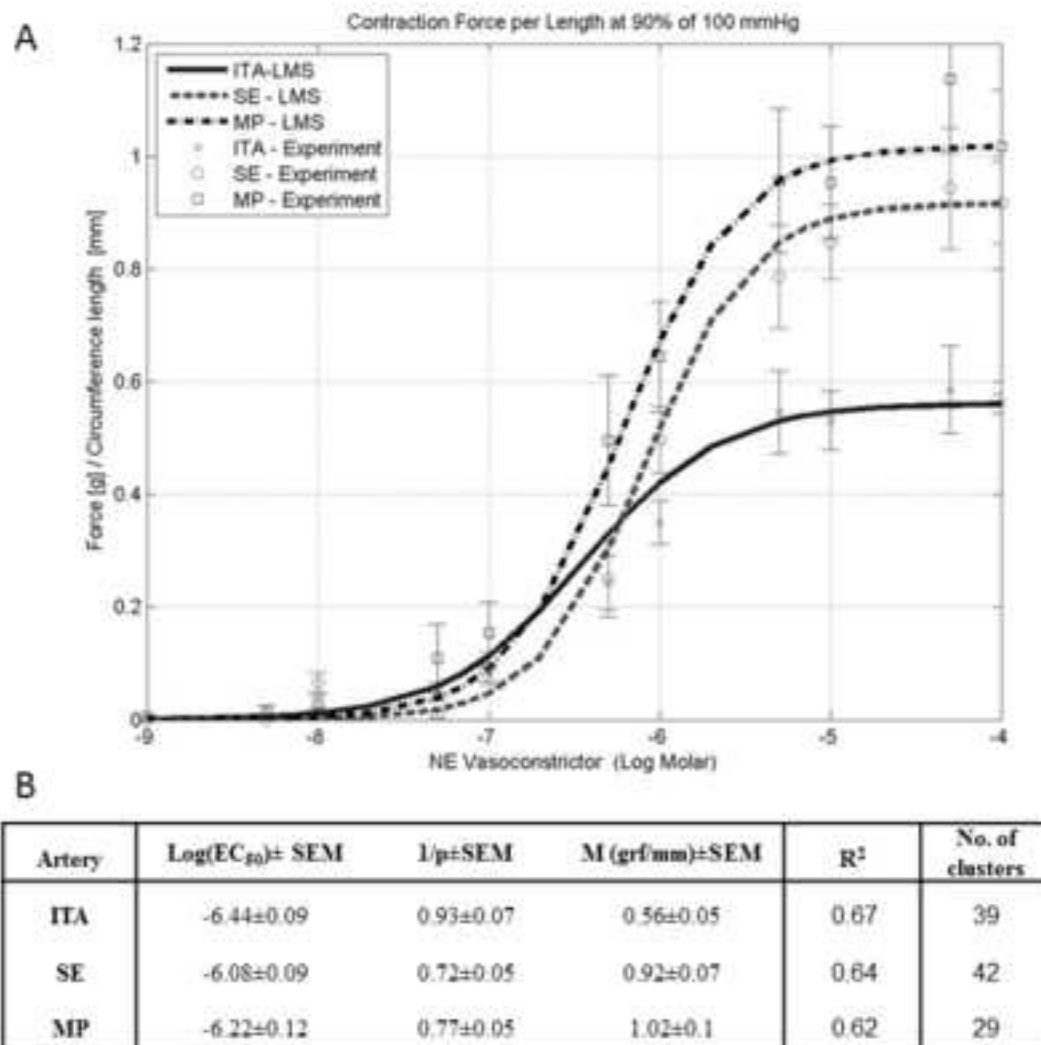 A
Contraction Force per Length at 90% of 100 mmHg
1.2
1
0.8
0.6
0.4
0.2
0
Force [g] / Circumference length [mm]
ITA-LMS
SE - LMS
MP - LMS
ITA - Experiment
SE - Experiment
MP - Experiment
-9 -8 -7 -6 -5 -4
NE Vasoconstrictor (Log Molar)
B
Artery Log(EC₅₀)± SEM 1/p±SEM M (grf/mm)±SEM R² No. of clusters
ITA -6.44±0.09 0.93±0.07 0.56±0.05 0.67 39
SE -6.08±0.09 0.72±0.05 0.92±0.07 0.64 42
MP -6.22±0.12 0.77±0.05 1.02±0.1 0.62 29